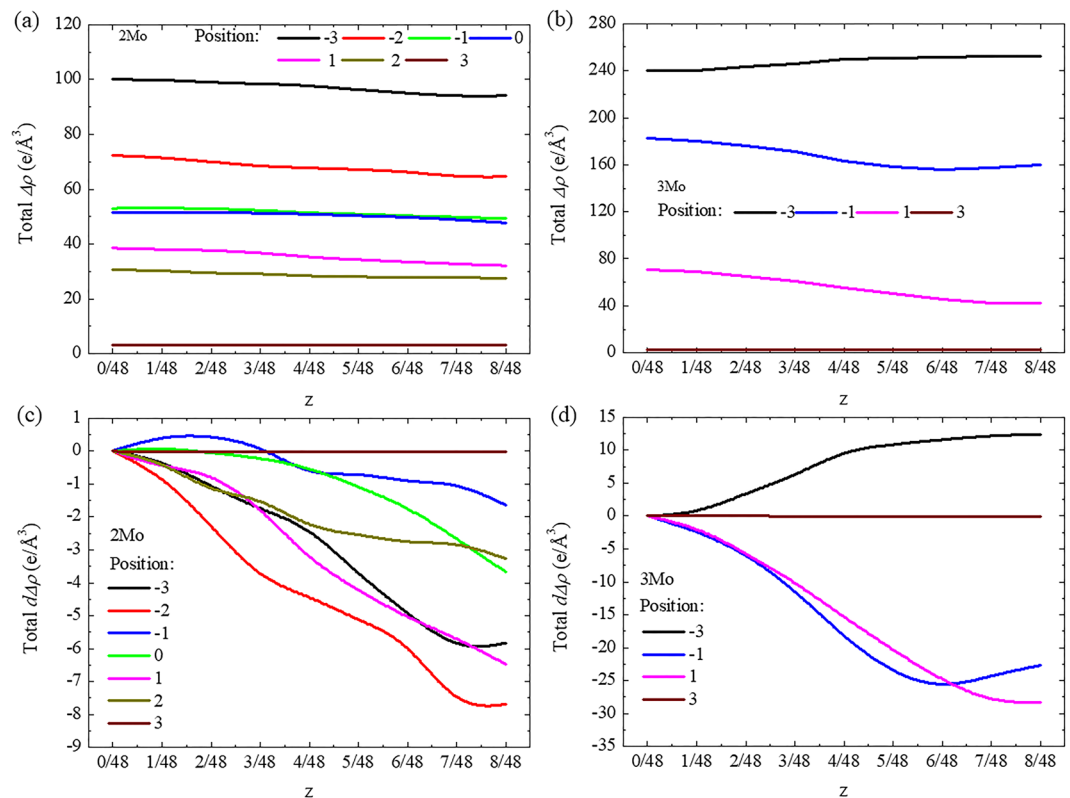 (a)
2Mo Position: -3 -2 -1 0
1 2 3
120
100
80
60
40
20
0
Total Δρ (e/Å³)
0/48 1/48 2/48 3/48 4/48 5/48 6/48 7/48 8/48
z
(b)
280
240
200
160
120
80
40
0
Total Δρ (e/Å³)
3Mo
Position: -3 -1 1 3
0/48 1/48 2/48 3/48 4/48 5/48 6/48 7/48 8/48
z
(c)
1
0
-1
-2
-3
-4
-5
-6
-7
-8
-9
Total dΔρ (e/Å³)
2Mo
Position:
-3
-2
-1
0
1
2
3
0/48 1/48 2/48 3/48 4/48 5/48 6/48 7/48 8/48
z
(d)
15
10
5
0
-5
-10
-15
-20
-25
-30
-35
Total dΔρ (e/Å³)
3Mo
Position:
-3
-1
1
3
0/48 1/48 2/48 3/48 4/48 5/48 6/48 7/48 8/48
z